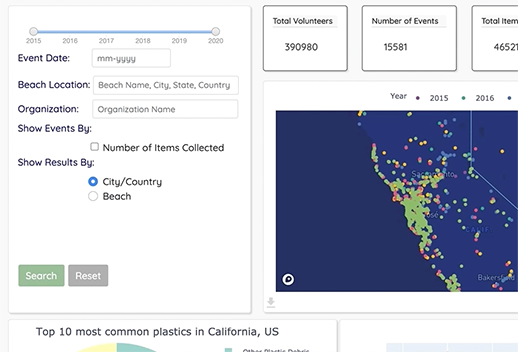 2015 2016 2017 2018 2019 2020
Event Date: mm-yyyy
Beach Location: Beach Name, City, State, Country
Organization: Organization Name
Show Events By:
Number of Items Collected
Show Results By:
City/Country
Beach
Search Reset
Total Volunteers
390980
Number of Events
15581
Total Item
46521
Year 2015 2016
Sacramento
Bakersfield
Top 10 most common plastics in California, US
Other Plastic Debris